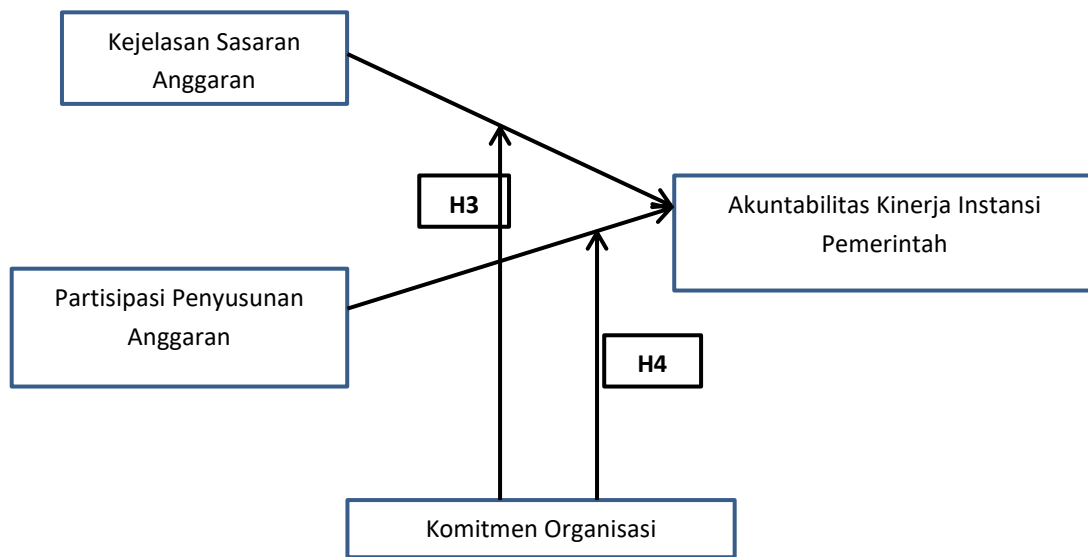 Kejelasan Sasaran
Anggaran
H3
Akuntabilitas Kinerja Instansi
Pemerintah
Partisipasi Penyusunan
Anggaran
H4
Komitmen Organisasi